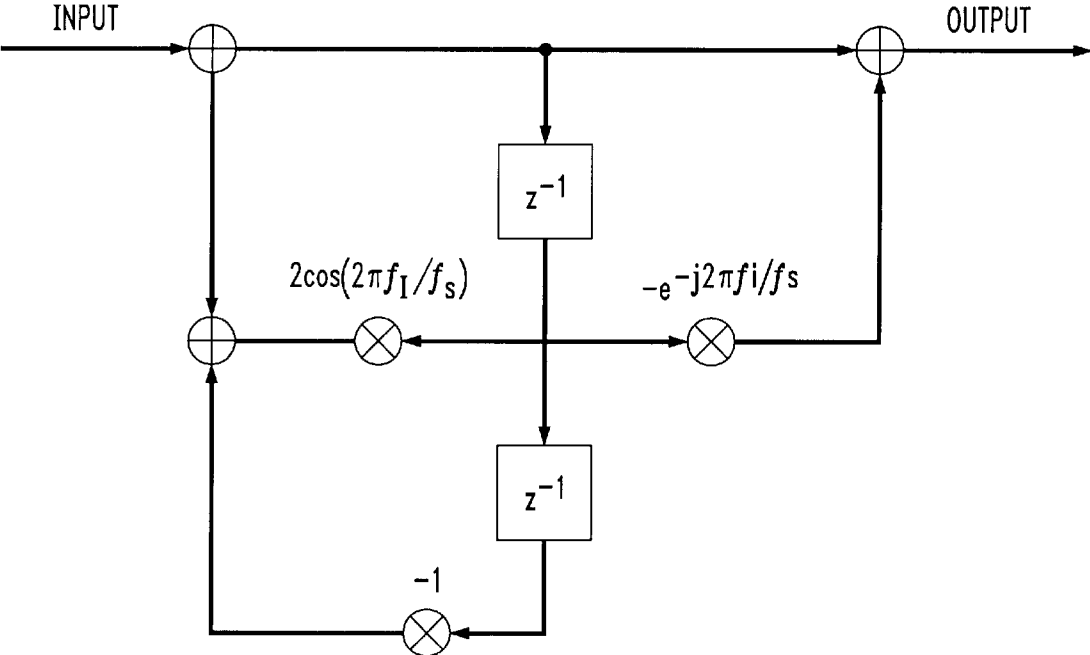 INPUT
OUTPUT
z⁻¹
2cos(2πf_I/f_s)
-e^-j2πfi/fs
z⁻¹
-1